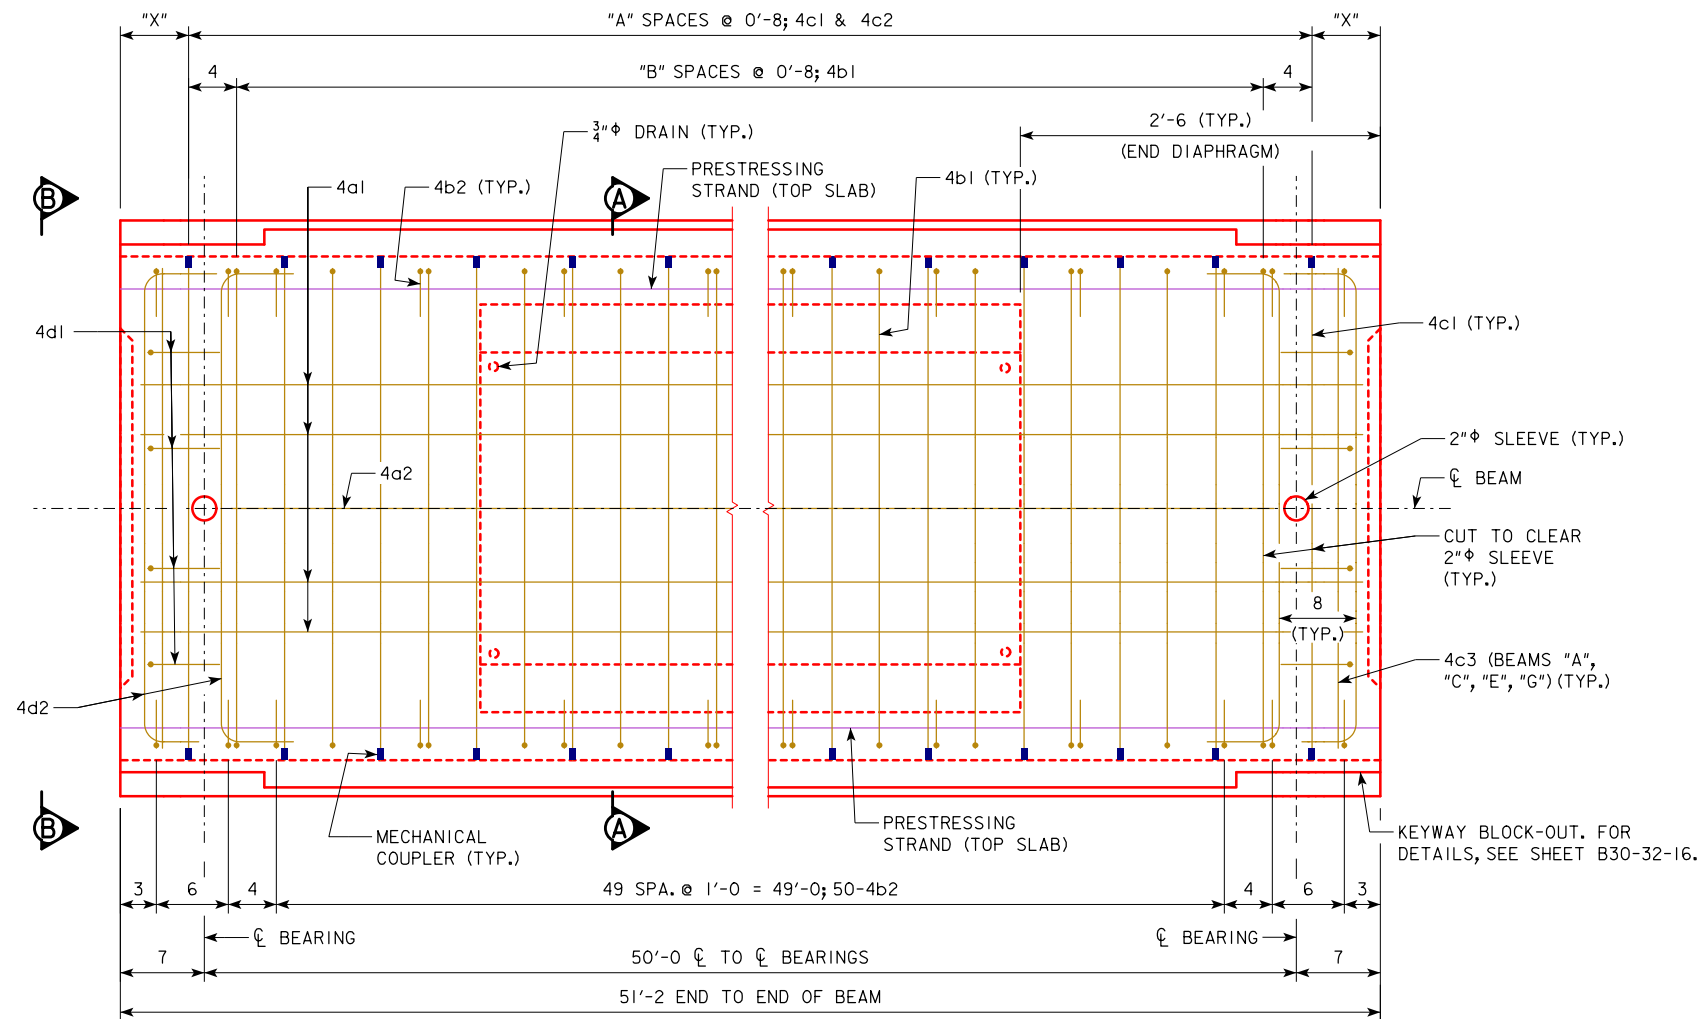 "X"
"A" SPACES @ 0'-8; 4c1 & 4c2
"X"
4
"B" SPACES @ 0'-8; 4b1
4
2'-6 (TYP.)
(END DIAPHRAGM)
3/4"ϕ DRAIN (TYP.)
PRESTRESSING
STRAND (TOP SLAB)
4a1
4b2 (TYP.)
4b1 (TYP.)
B
A
4d1
4c1 (TYP.)
4a2
2"ϕ SLEEVE (TYP.)
℄ BEAM
CUT TO CLEAR
2"ϕ SLEEVE
(TYP.)
8
(TYP.)
4c3 (BEAMS "A",
"C", "E", "G") (TYP.)
4d2
B
A
MECHANICAL
COUPLER (TYP.)
PRESTRESSING
STRAND (TOP SLAB)
KEYWAY BLOCK-OUT. FOR
DETAILS, SEE SHEET B30-32-16.
3
6
4
49 SPA. @ 1'-0 = 49'-0; 50-4b2
4
6
3
℄ BEARING
℄ BEARING
7
50'-0 ℄ TO ℄ BEARINGS
7
51'-2 END TO END OF BEAM